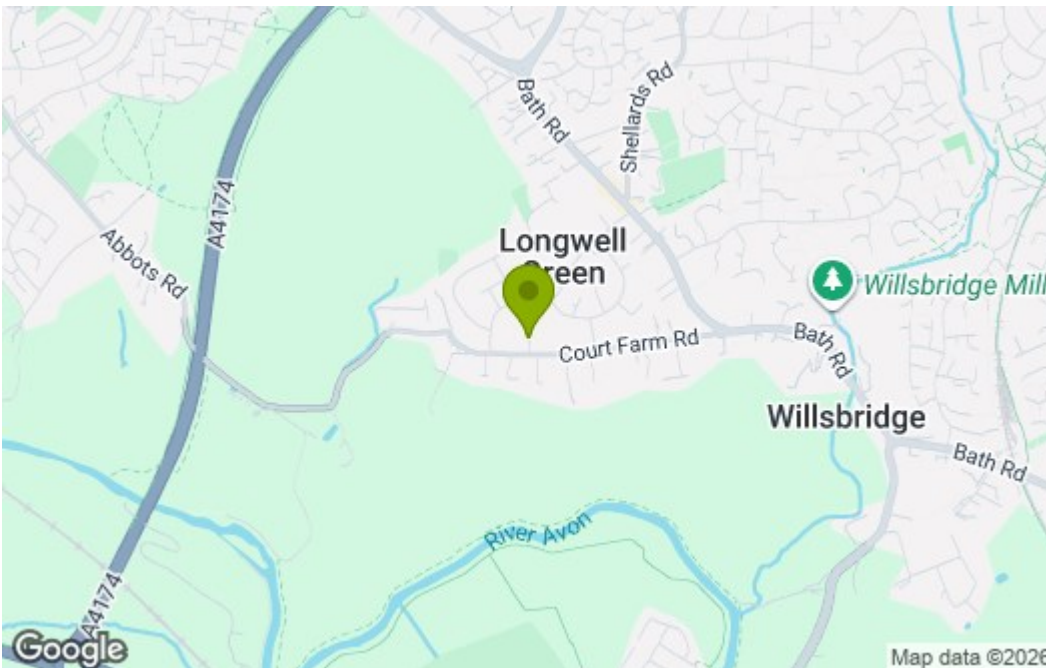 Bath Rd
Shellards Rd
A4174
Abbots Rd
Longwell
Green
Willsbridge Mill
Court Farm Rd
Bath Rd
Willsbridge
Bath Rd
River Avon
A4174
Google
Map data ©2026